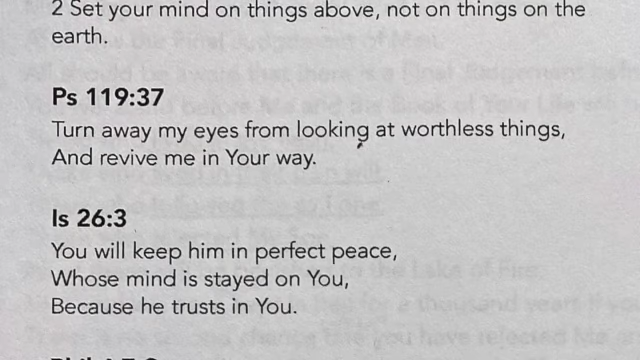 2 Set your mind on things above, not on things on the
earth.
Ps 119:37
Turn away my eyes from looking at worthless things,
And revive me in Your way.
Is 26:3
You will keep him in perfect peace,
Whose mind is stayed on You,
Because he trusts in You.